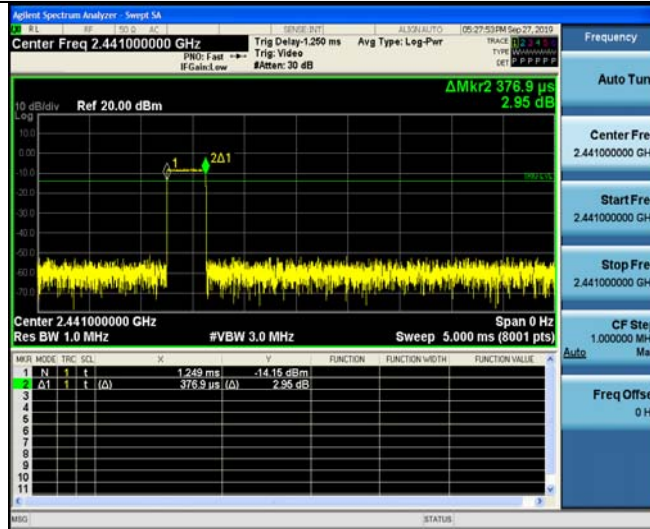 Agilent Spectrum Analyzer - Swept SA
RL RF 50 Ω AC SENSE:INT ALIGN AUTO 05:27:53 PM Sep 27, 2019
Center Freq 2.441000000 GHz
PNO: Fast
IFGain:Low
Trig Delay-1.250 ms
Trig: Video
#Atten: 30 dB
Avg Type: Log-Pwr
TRACE 1 2 3 4 5 6
TYPE
DET P P P P P P
ΔMkr2 376.9 µs
2.95 dB
10 dB/div Ref 20.00 dBm
Log
10.0
0.00
-10.0
-20.0
-30.0
-40.0
-50.0
-60.0
-70.0
1
2Δ1
TRIG LVL
Center 2.441000000 GHz Span 0 Hz
Res BW 1.0 MHz #VBW 3.0 MHz Sweep 5.000 ms (8001 pts)
MKR MODE TRC SCL X Y FUNCTION FUNCTION WIDTH FUNCTION VALUE
1 N 1 t 1.249 ms -14.15 dBm
2 Δ1 1 t (Δ) 376.9 µs (Δ) 2.95 dB
3
4
5
6
7
8
9
10
11
MSG STATUS
Frequency
Auto Tun
Center Fre
2.441000000 GH
Start Fre
2.441000000 GH
Stop Fre
2.441000000 GH
CF Ste
1.000000 MH
Auto Ma
Freq Offse
0 H